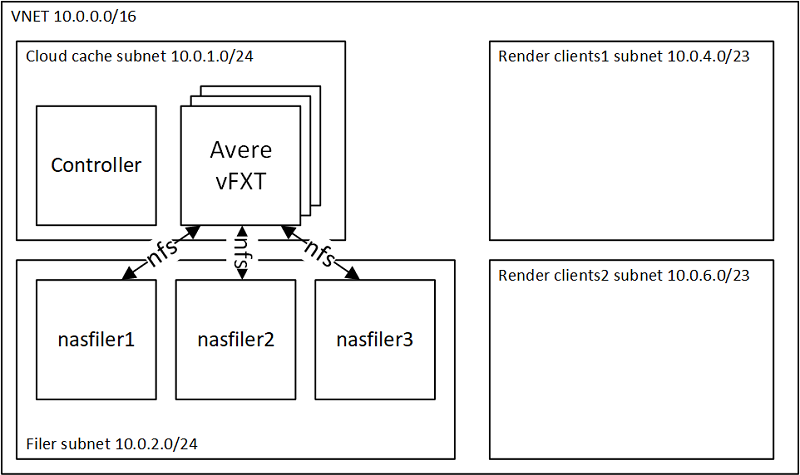 VNET 10.0.0.0/16
Cloud cache subnet 10.0.1.0/24
Controller
Avere
vFXT
nfs
nfs
nfs
nasfiler1
nasfiler2
nasfiler3
Filer subnet 10.0.2.0/24
Render clients1 subnet 10.0.4.0/23
Render clients2 subnet 10.0.6.0/23